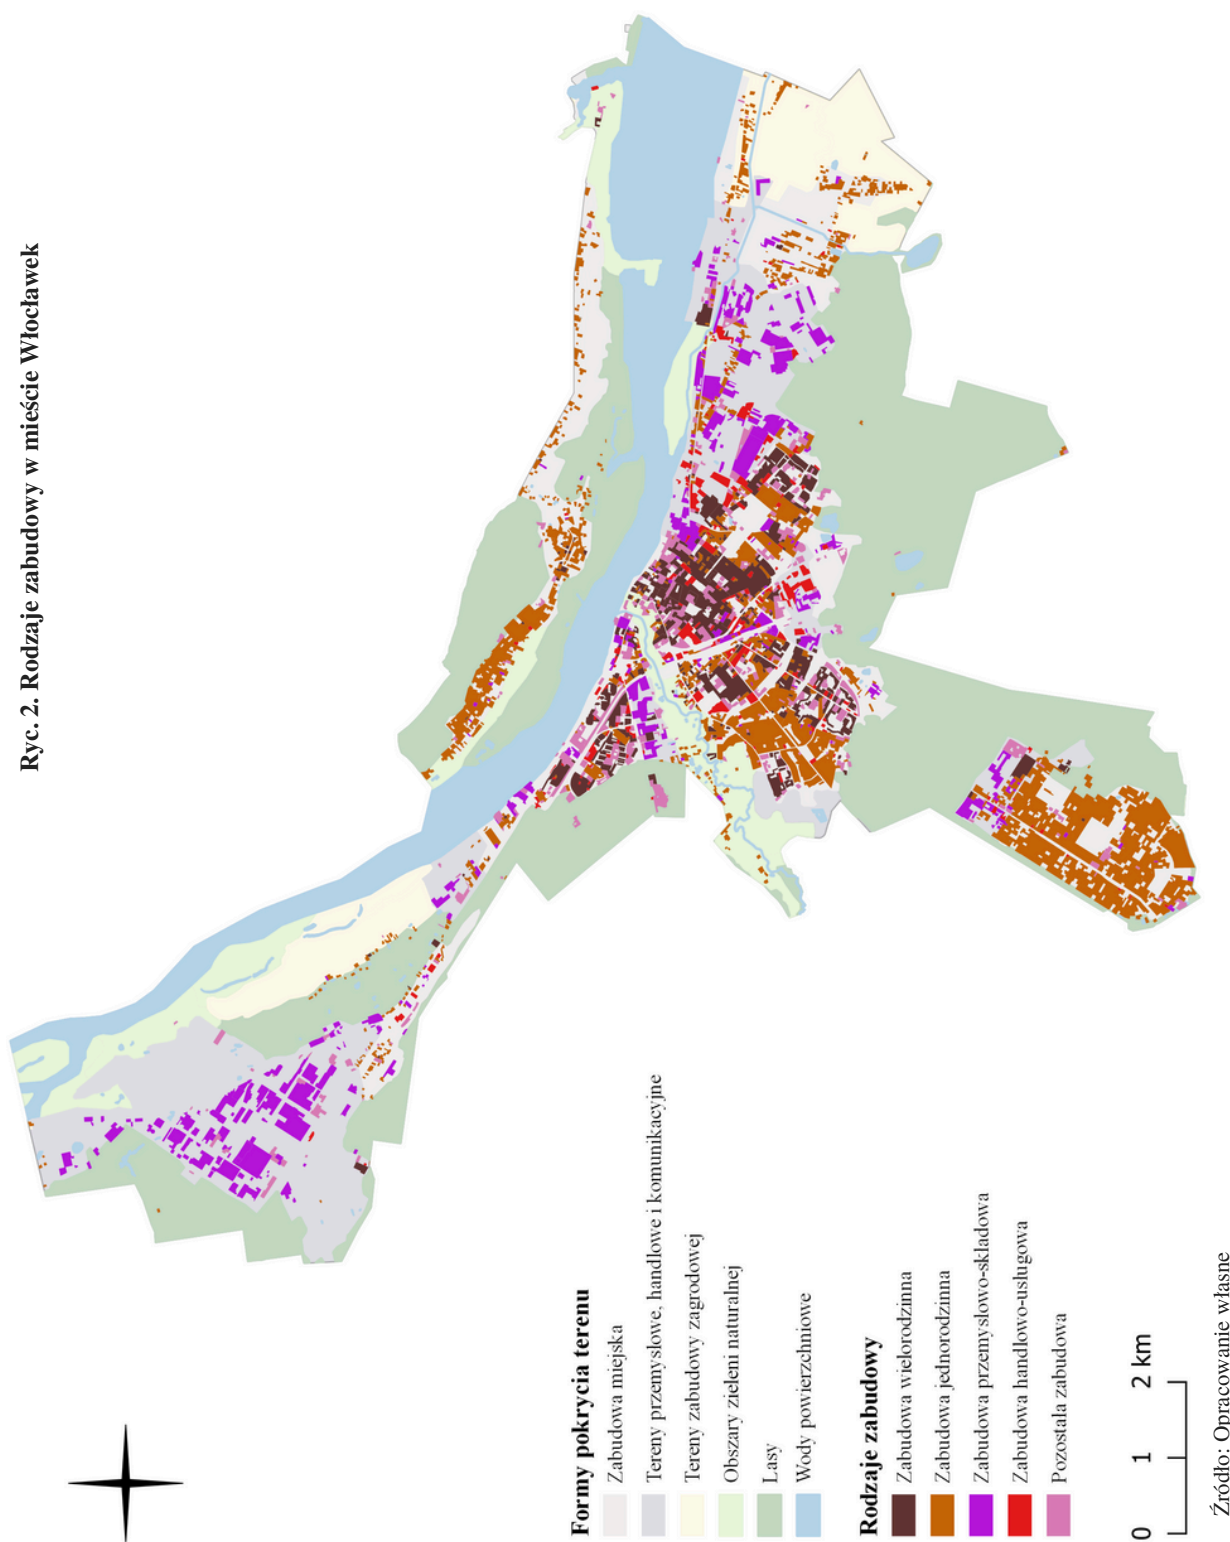 Ryc. 2. Rodzaje zabudowy w mieście Włocławek
Formy pokrycia terenu
Zabudowa miejska
Tereny przemysłowe, handlowe i komunikacyjne
Tereny zabudowy zagrodowej
Obszary zieleni naturalnej
Lasy
Wody powierzchniowe
Rodzaje zabudowy
Zabudowa wielorodzinna
Zabudowa jednorodzinna
Zabudowa przemysłowo-składowa
Zabudowa handlowo-usługowa
Pozostała zabudowa
0 1 2 km
Źródło: Opracowanie własne